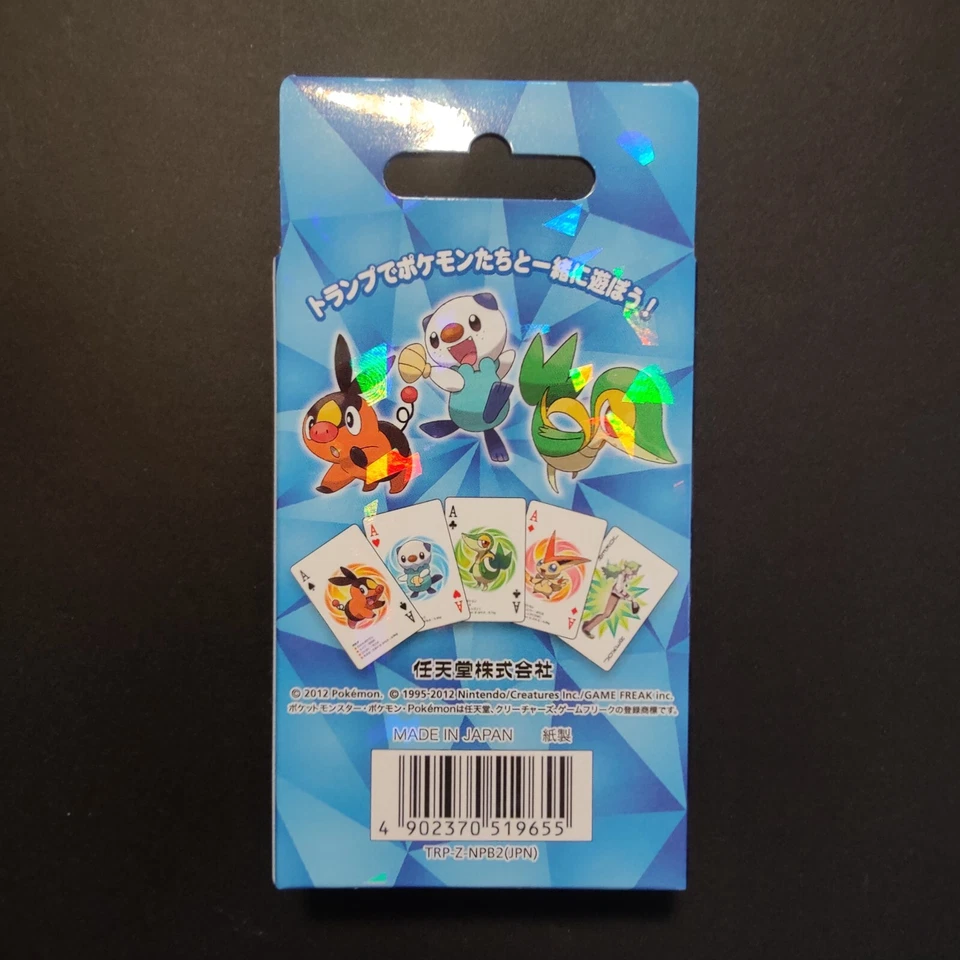 トランプでポケモンたちと一緒に遊ぼう！
A
A
A
A
A
A
A
A
JOKER
任天堂株式会社
© 2012 Pokémon. © 1995-2012 Nintendo/Creatures Inc./GAME FREAK inc.
ポケットモンスター・ポケモン・Pokémonは任天堂、クリーチャーズ、ゲームフリークの登録商標です。
MADE IN JAPAN 紙製
4 902370 519655
TRP-Z-NPB2(JPN)